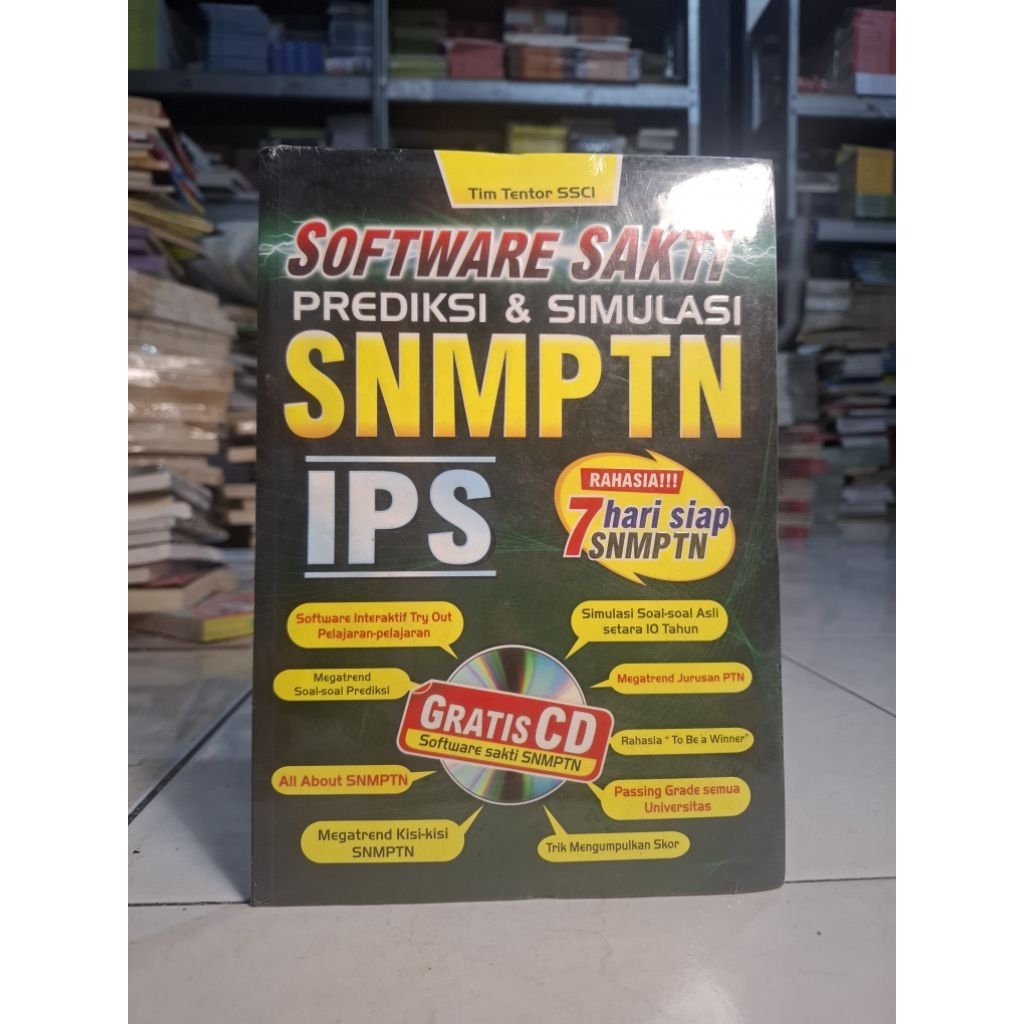 Tim Tentor SSCI
SOFTWARE SAKTI
PREDIKSI & SIMULASI
SNMPTN
IPS
RAHASIA!!!
7 hari siap
SNMPTN
Software Interaktif Try Out
Pelajaran-pelajaran
Simulasi Soal-soal Asli
setara 10 Tahun
Megatrend
Soal-soal Prediksi
Megatrend Jurusan PTN
GRATIS CD
Software sakti SNMPTN
Rahasia " To Be a Winner"
All About SNMPTN
Passing Grade semua
Universitas
Megatrend Kisi-kisi
SNMPTN
Trik Mengumpulkan Skor